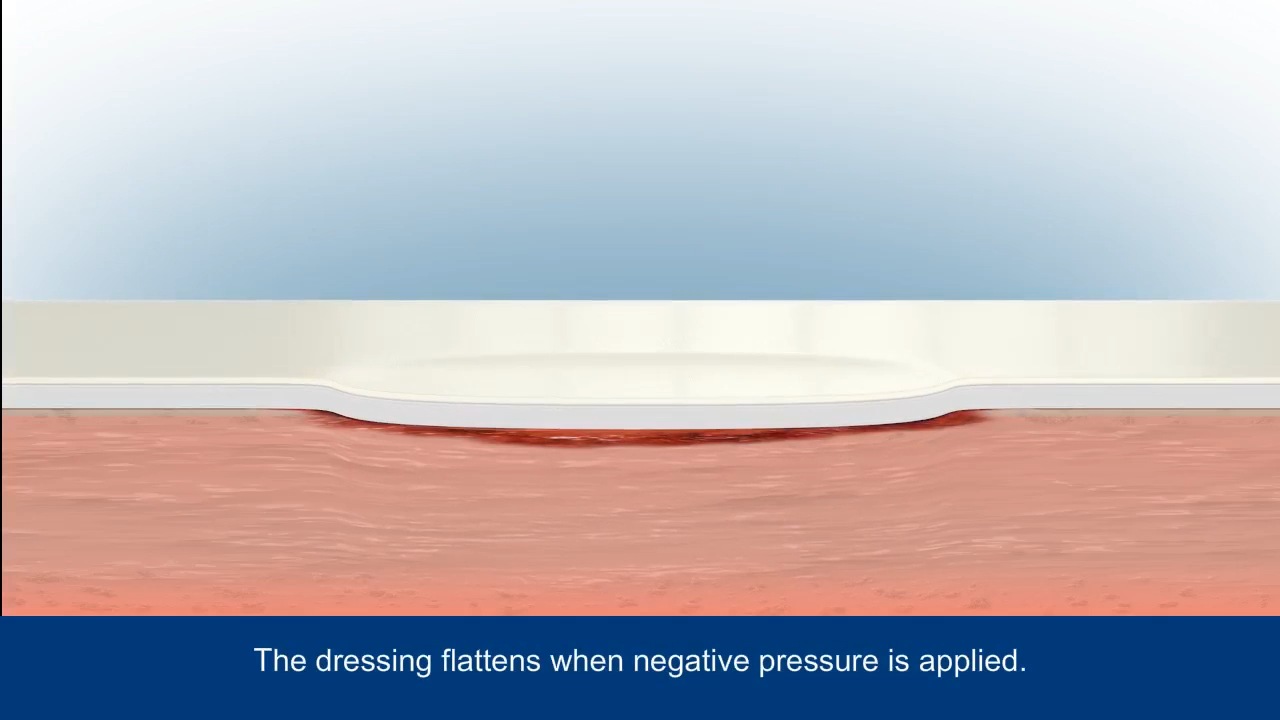 The dressing flattens when negative pressure is applied.